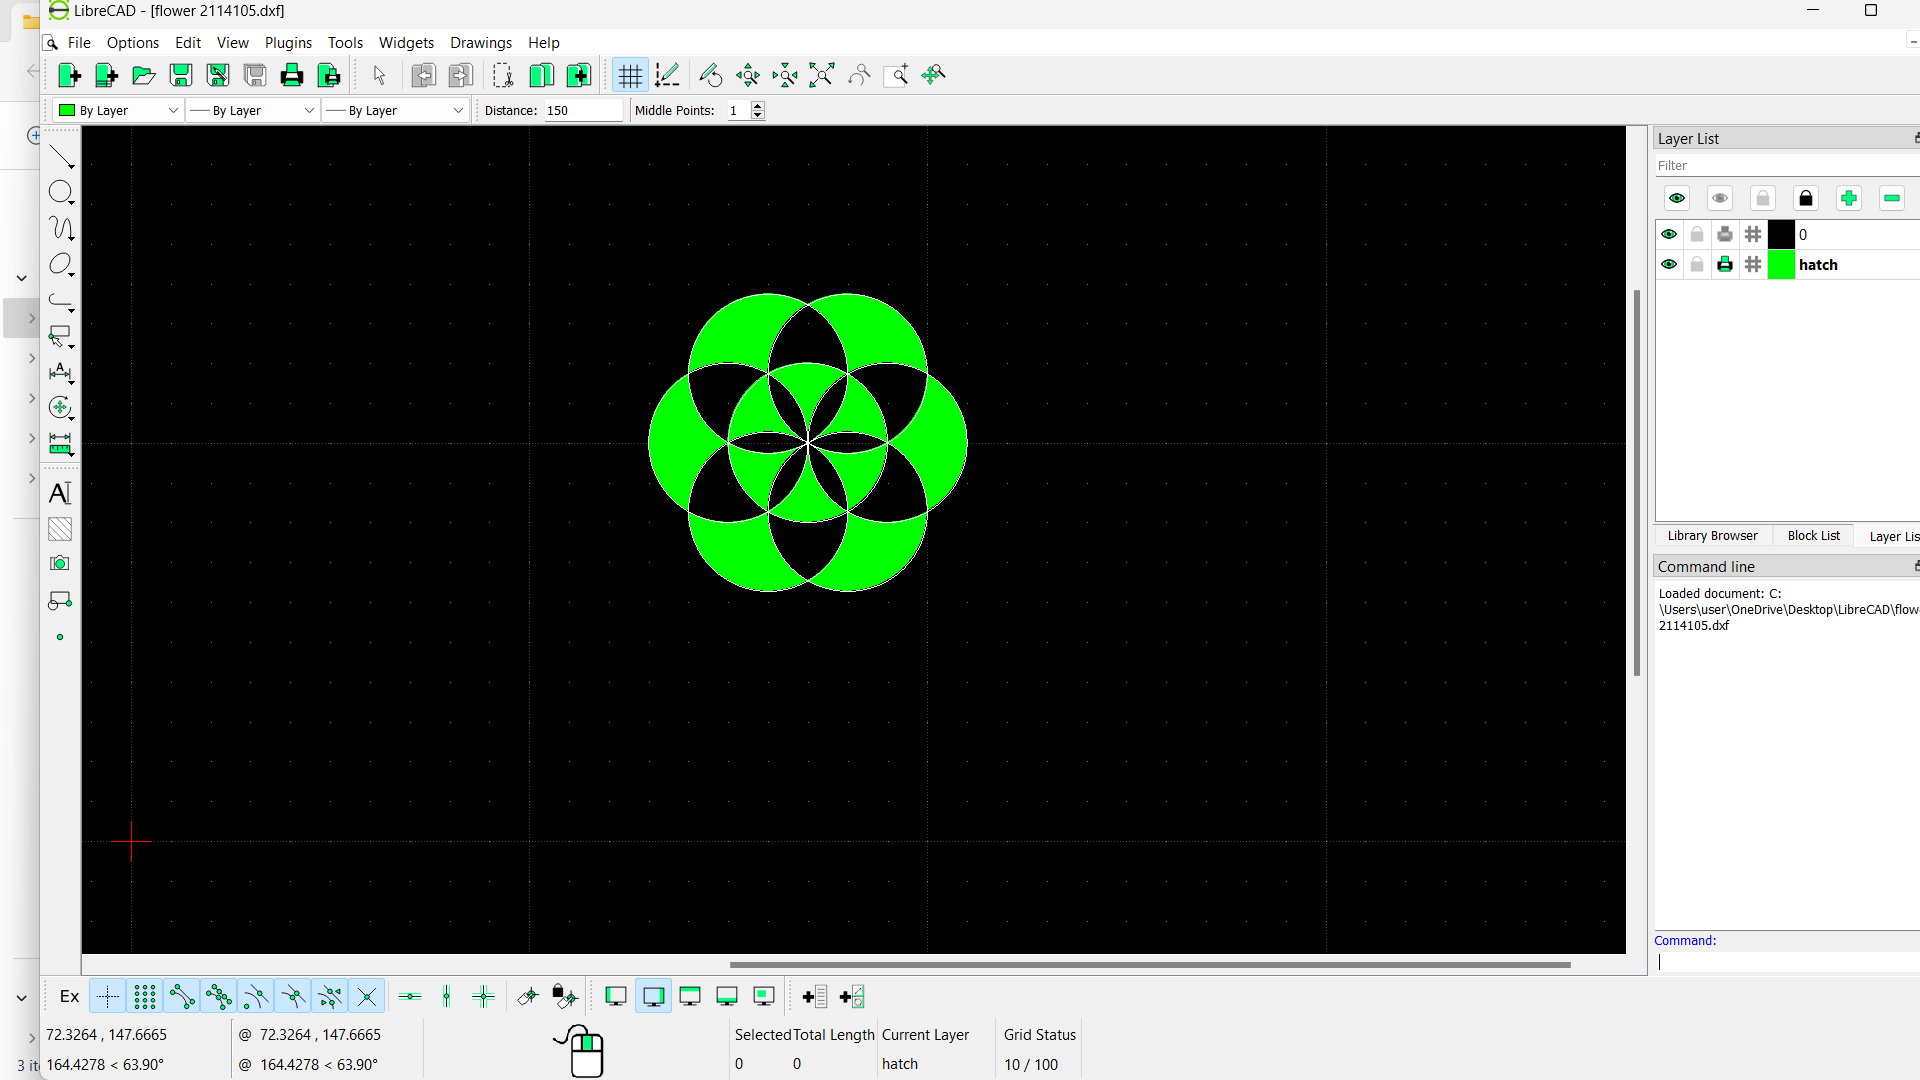 LibreCAD - [flower 2114105.dxf]
File Options Edit View Plugins Tools Widgets Drawings Help
By Layer By Layer By Layer Distance: 150 Middle Points: 1
Layer List
Filter
0
hatch
A
Library Browser Block List Layer Lis
Command line
Loaded document: C:
\Users\user\OneDrive\Desktop\LibreCAD\flow
2114105.dxf
Command:
Ex
72.3264 , 147.6665 @ 72.3264 , 147.6665 Selected Total Length Current Layer Grid Status
3 it 164.4278 < 63.90° @ 164.4278 < 63.90° 0 0 hatch 10 / 100